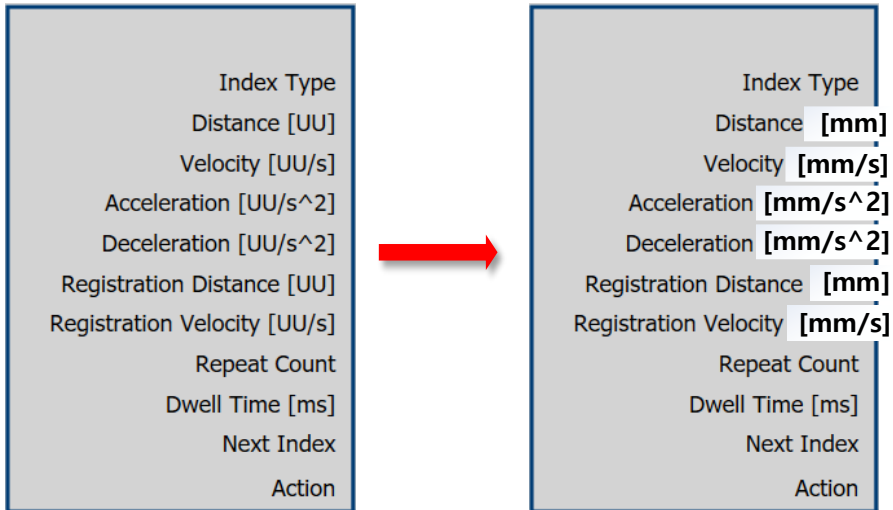 Index Type
Distance [UU]
Velocity [UU/s]
Acceleration [UU/s^2]
Deceleration [UU/s^2]
Registration Distance [UU]
Registration Velocity [UU/s]
Repeat Count
Dwell Time [ms]
Next Index
Action
Index Type
Distance [mm]
Velocity [mm/s]
Acceleration [mm/s^2]
Deceleration [mm/s^2]
Registration Distance [mm]
Registration Velocity [mm/s]
Repeat Count
Dwell Time [ms]
Next Index
Action